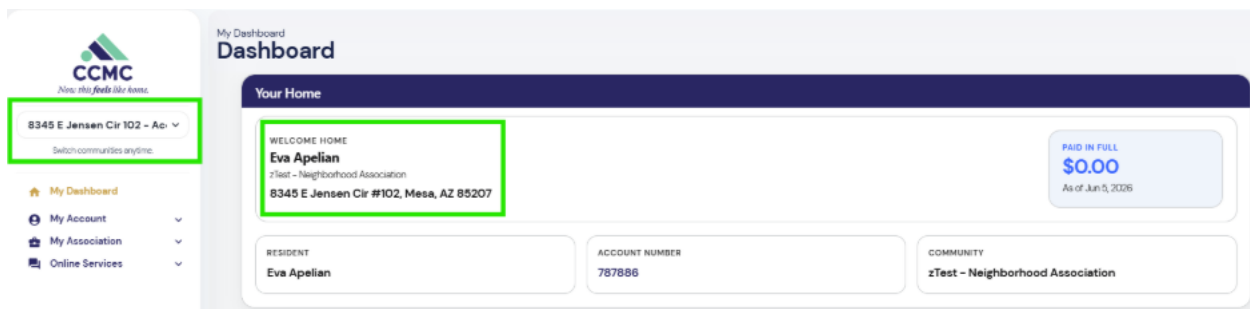 CCMC
Now this feels like home.
8345 E Jensen Cir 102 - Ac
Switch communities anytime.
My Dashboard
My Account
My Association
Online Services
My Dashboard
Dashboard
Your Home
WELCOME HOME
Eva Apelian
zTest - Neighborhood Association
8345 E Jensen Cir #102, Mesa, AZ 85207
PAID IN FULL
$0.00
As of Jun 5, 2026
RESIDENT
Eva Apelian
ACCOUNT NUMBER
787886
COMMUNITY
zTest - Neighborhood Association